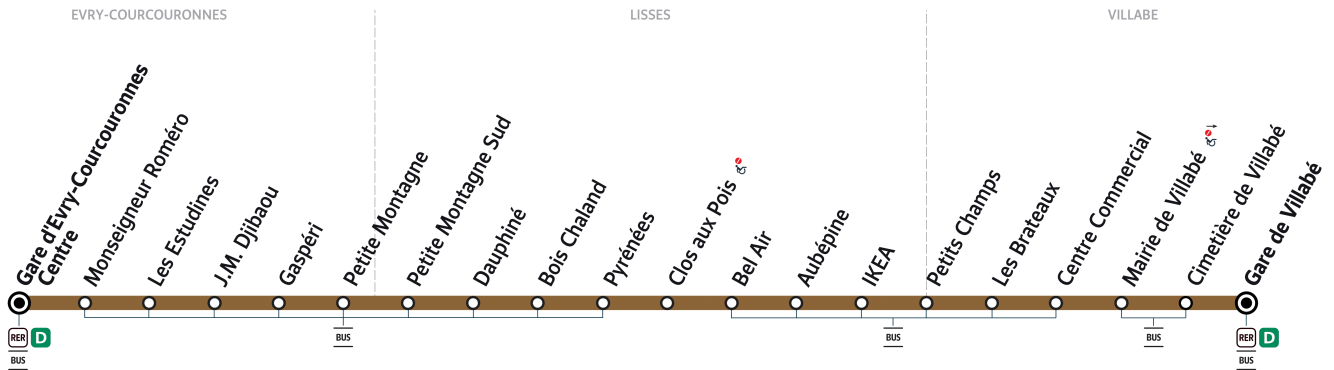 EVRY-COURCOURONNES
LISSES
VILLABE
Gare d'Evry-Courcouronnes
Centre
Monseigneur Roméro
Les Estudines
J.M. Djibaou
Gaspéri
Petite Montagne
Petite Montagne Sud
Dauphiné
Bois Chaland
Pyrénées
Clos aux Pois
Bel Air
Aubépine
IKEA
Petits Champs
Les Brateaux
Centre Commercial
Mairie de Villabé
Cimetière de Villabé
Gare de Villabé
RER D
BUS
BUS
BUS
BUS
RER D
BUS